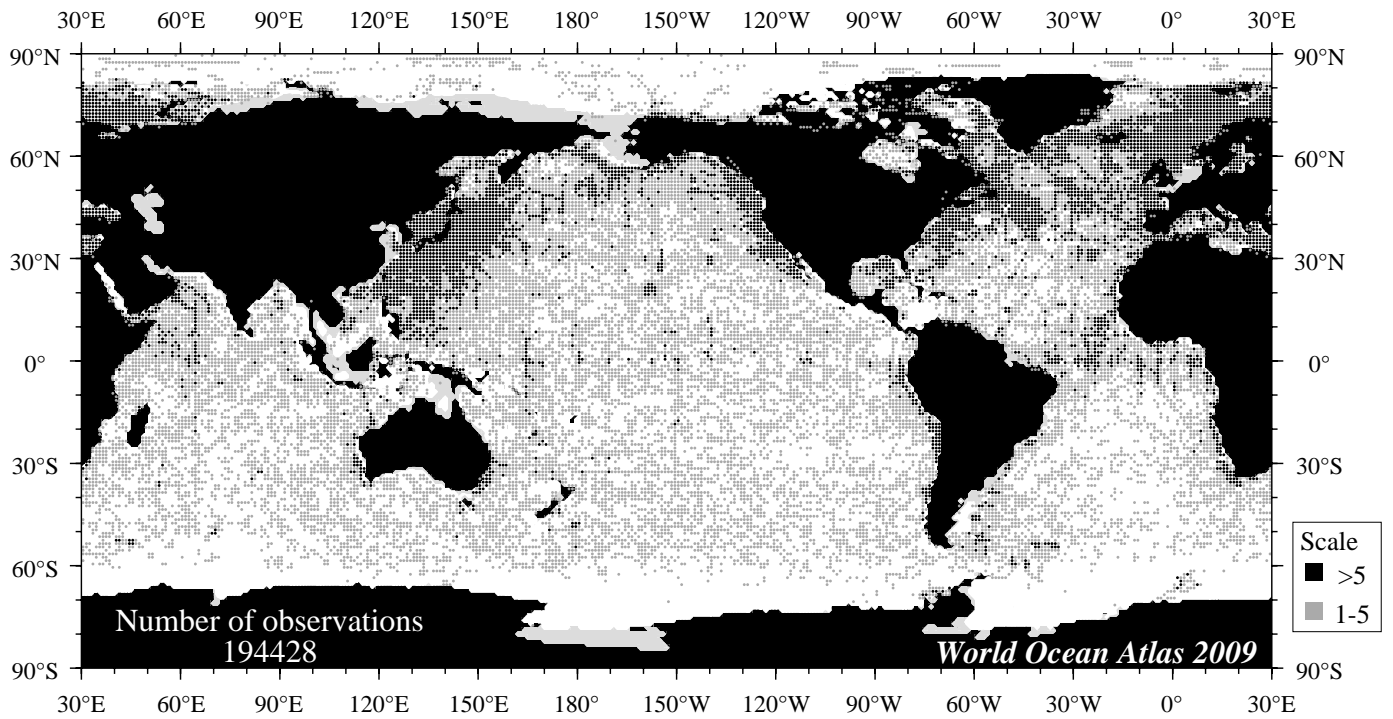 30°E 60°E 90°E 120°E 150°E 180° 150°W 120°W 90°W 60°W 30°W 0° 30°E
90°N 90°N
60°N 60°N
30°N 30°N
0° 0°
30°S 30°S
60°S 60°S
90°S 90°S
Scale
>5
1-5
Number of observations
194428
World Ocean Atlas 2009
30°E 60°E 90°E 120°E 150°E 180° 150°W 120°W 90°W 60°W 30°W 0° 30°E